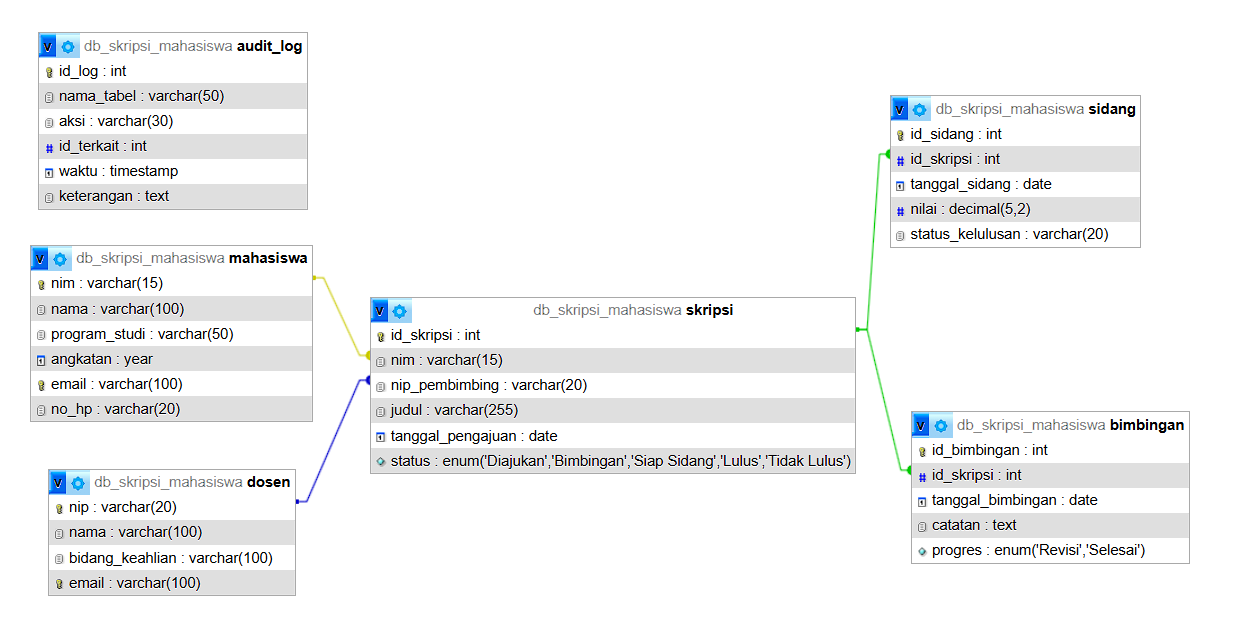 db_skripsi_mahasiswa audit_log
id_log : int
nama_tabel : varchar(50)
aksi : varchar(30)
id_terkait : int
waktu : timestamp
keterangan : text
db_skripsi_mahasiswa mahasiswa
nim : varchar(15)
nama : varchar(100)
program_studi : varchar(50)
angkatan : year
email : varchar(100)
no_hp : varchar(20)
db_skripsi_mahasiswa dosen
nip : varchar(20)
nama : varchar(100)
bidang_keahlian : varchar(100)
email : varchar(100)
db_skripsi_mahasiswa skripsi
id_skripsi : int
nim : varchar(15)
nip_pembimbing : varchar(20)
judul : varchar(255)
tanggal_pengajuan : date
status : enum('Diajukan','Bimbingan','Siap Sidang','Lulus','Tidak Lulus')
db_skripsi_mahasiswa sidang
id_sidang : int
id_skripsi : int
tanggal_sidang : date
nilai : decimal(5,2)
status_kelulusan : varchar(20)
db_skripsi_mahasiswa bimbingan
id_bimbingan : int
id_skripsi : int
tanggal_bimbingan : date
catatan : text
progres : enum('Revisi','Selesai')